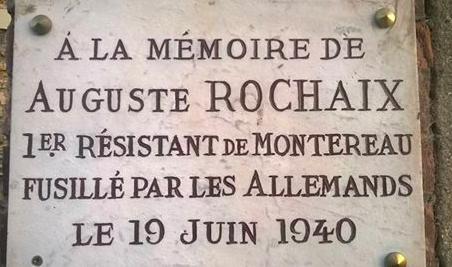 Á LA MÉMOIRE DE
AUGUSTE ROCHAIX
1ER RÉSISTANT DE MONTEREAU
FUSILLÉ PAR LES ALLEMANDS
LE 19 JUIN 1940